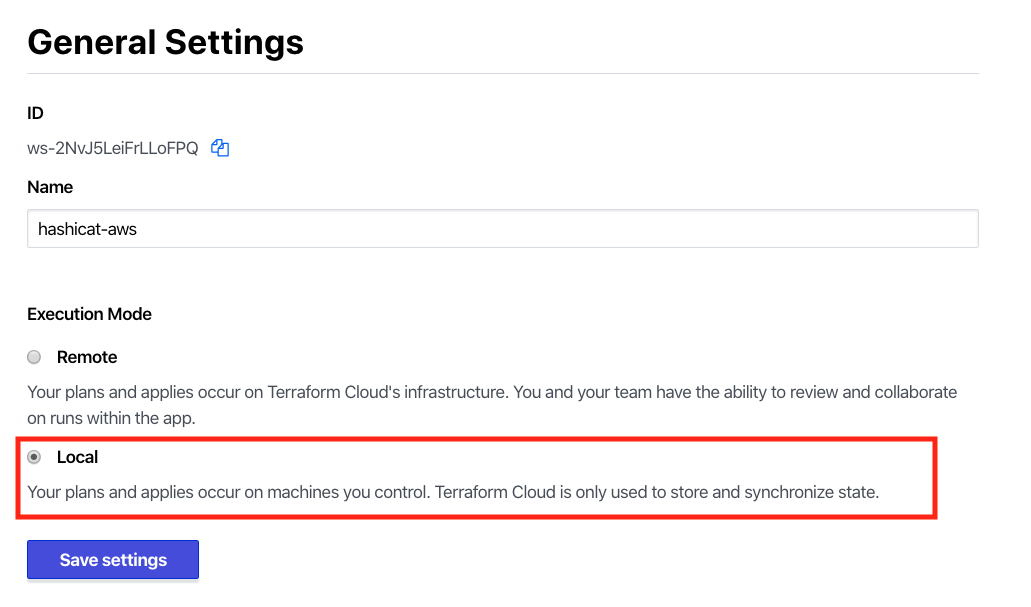 General Settings
ID
ws-2NvJ5LeiFrLLoFPQ
Name
hashicat-aws
Execution Mode
Remote
Your plans and applies occur on Terraform Cloud's infrastructure. You and your team have the ability to review and collaborate
on runs within the app.
Local
Your plans and applies occur on machines you control. Terraform Cloud is only used to store and synchronize state.
Save settings